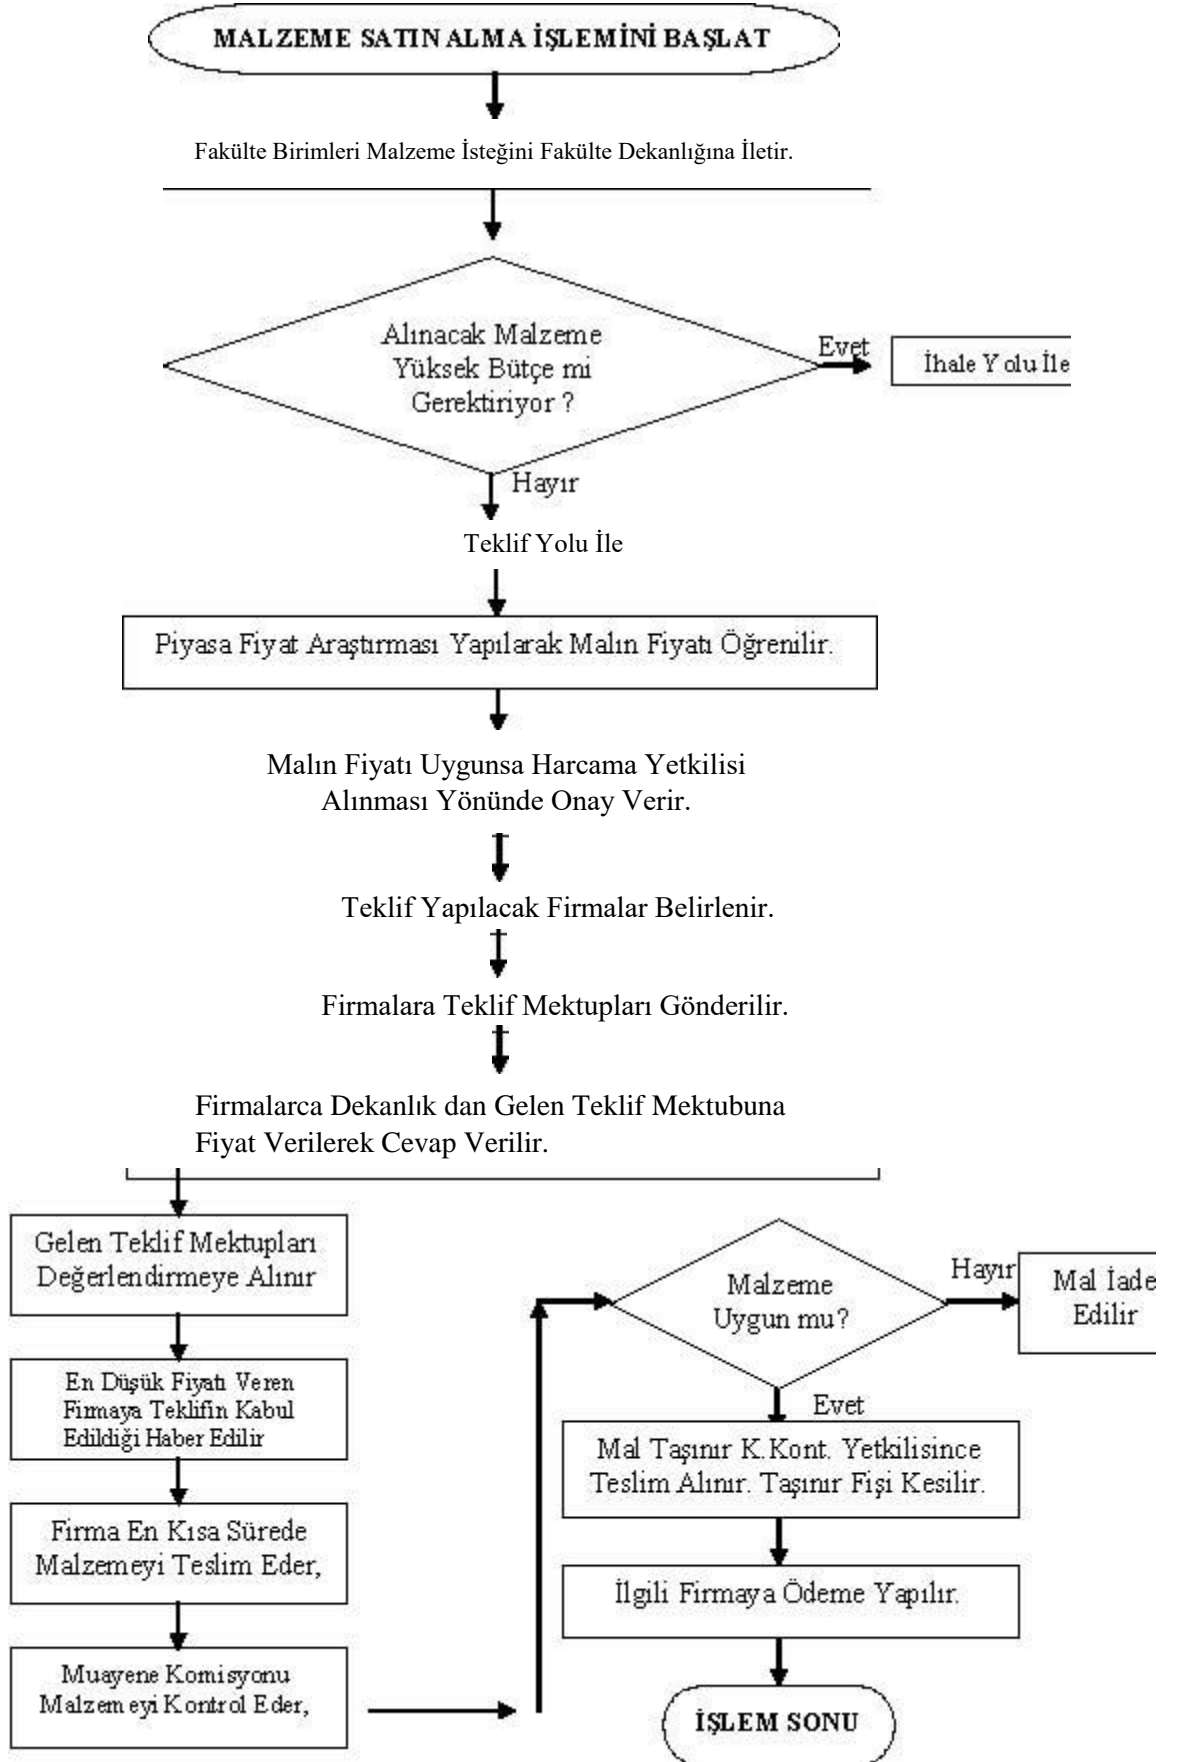 MALZEME SATIN ALMA İŞLEMİNİ BAŞLAT
Fakülte Birimleri Malzeme İsteğini Fakülte Dekanlığına İletir.
Alınacak Malzeme
Yüksek Bütçe mi
Gerektiriyor ?
Evet
İhale Yolu İle
Hayır
Teklif Yolu İle
Piyasa Fiyat Araştırması Yapılarak Malın Fiyatı Öğrenilir.
Malın Fiyatı Uygunsa Harcama Yetkilisi
Alınması Yönünde Onay Verir.
Teklif Yapılacak Firmalar Belirlenir.
Firmalara Teklif Mektupları Gönderilir.
Firmalarca Dekanlık dan Gelen Teklif Mektubuna
Fiyat Verilerek Cevap Verilir.
Gelen Teklif Mektupları
Değerlendirmeye Alınır
En Düşük Fiyatı Veren
Firmaya Teklifin Kabul
Edildiği Haber Edilir
Firma En Kısa Sürede
Malzemeyi Teslim Eder,
Muayene Komisyonu
Malzemeyi Kontrol Eder,
Malzeme
Uygun mu?
Hayır
Mal İade
Edilir
Evet
Mal Taşınır K.Kont. Yetkilisince
Teslim Alınır. Taşınır Fişi Kesilir.
İlgili Firmaya Ödeme Yapılır.
İŞLEM SONU